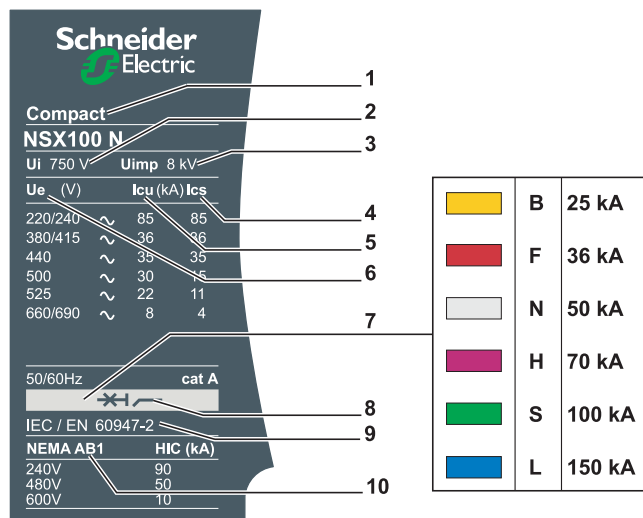 Schneider
Electric
1
Compact
2
NSX100 N
3
Ui 750 V Uimp 8 kV
Ue (V) Icu (kA) Ics
4
220/240 ~ 85 85
5
380/415 ~ 36 36
440 ~ 35 35
6
500 ~ 30 15
525 ~ 22 11
660/690 ~ 8 4
7
50/60Hz cat A
8
IEC / EN 60947-2
9
NEMA AB1 HIC (kA)
240V 90
480V 50
10
600V 10
B 25 kA
F 36 kA
N 50 kA
H 70 kA
S 100 kA
L 150 kA